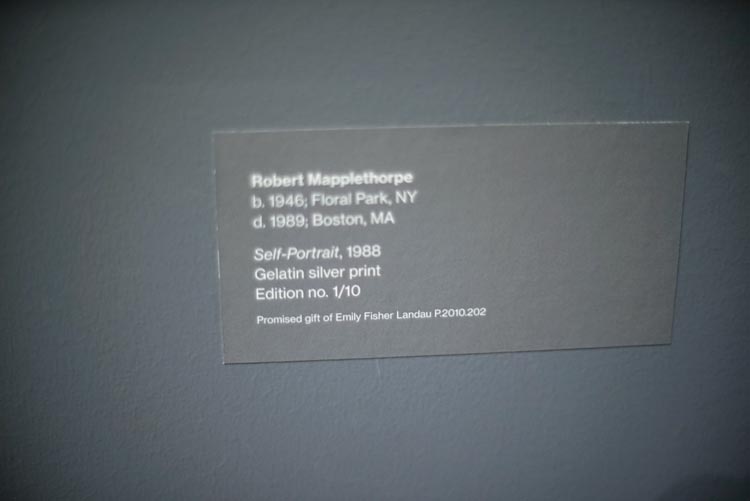 Robert Mapplethorpe
b. 1946; Floral Park, NY
d. 1989; Boston, MA
Self-Portrait, 1988
Gelatin silver print
Edition no. 1/10
Promised gift of Emily Fisher Landau P.2010.202